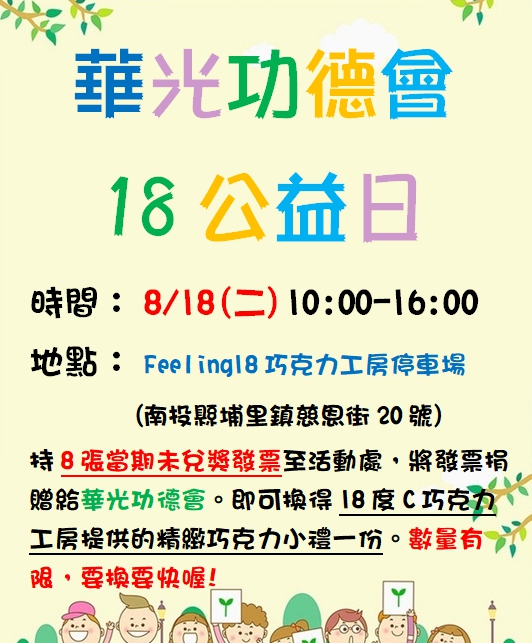 華光功德會
18 公益日
時間： 8/18(二)10:00-16:00
地點： Feeling18 巧克力工房停車場
(南投縣埔里鎮慈恩街 20 號)
持 8 張當期未兌獎發票至活動處，將發票捐
贈給華光功德會。即可換得 18 度 C 巧克力
工房提供的精緻巧克力小禮一份。數量有
限，要換要快喔!